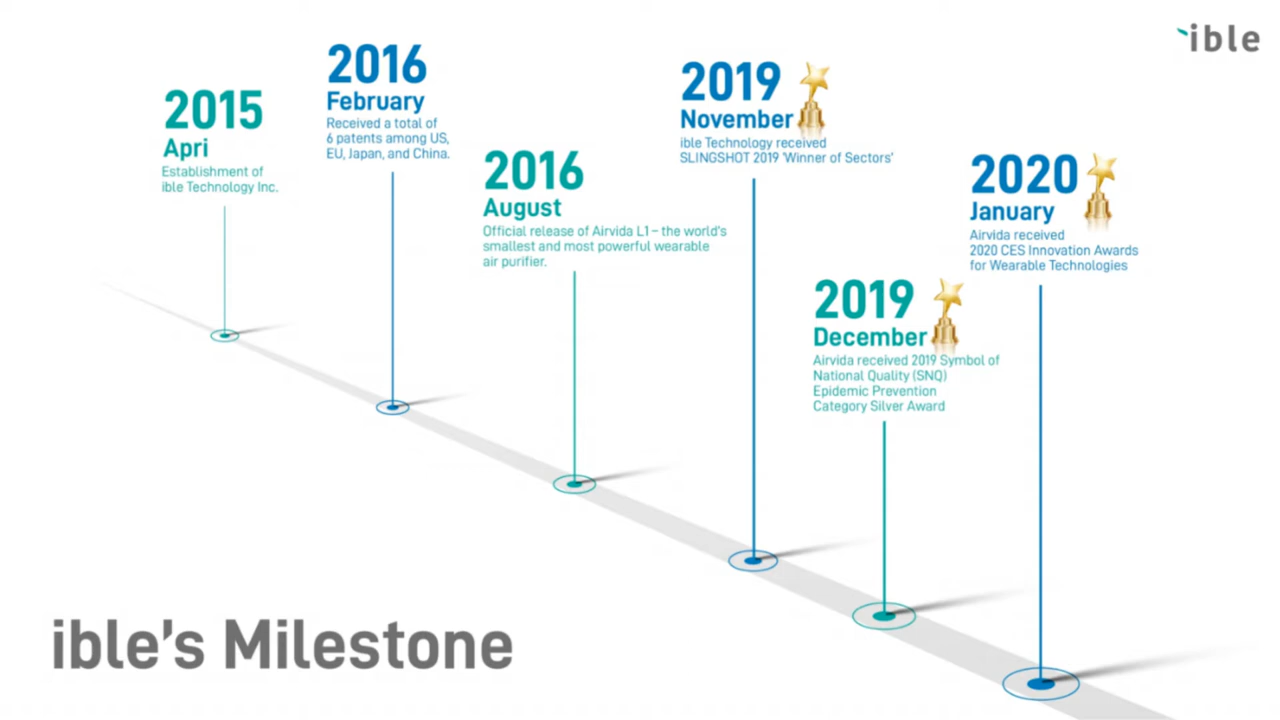 ible
2015
Apri
Establishment of
ible Technology Inc.
2016
February
Received a total of
6 patents among US,
EU, Japan, and China.
2016
August
Official release of Airvida L1 – the world's
smallest and most powerful wearable
air purifier.
2019
November
ible Technology received
SLINGSHOT 2019 'Winner of Sectors'
2019
December
Airvida received 2019 Symbol of
National Quality (SNQ)
Epidemic Prevention
Category Silver Award
2020
January
Airvida received
2020 CES Innovation Awards
for Wearable Technologies
ible's Milestone